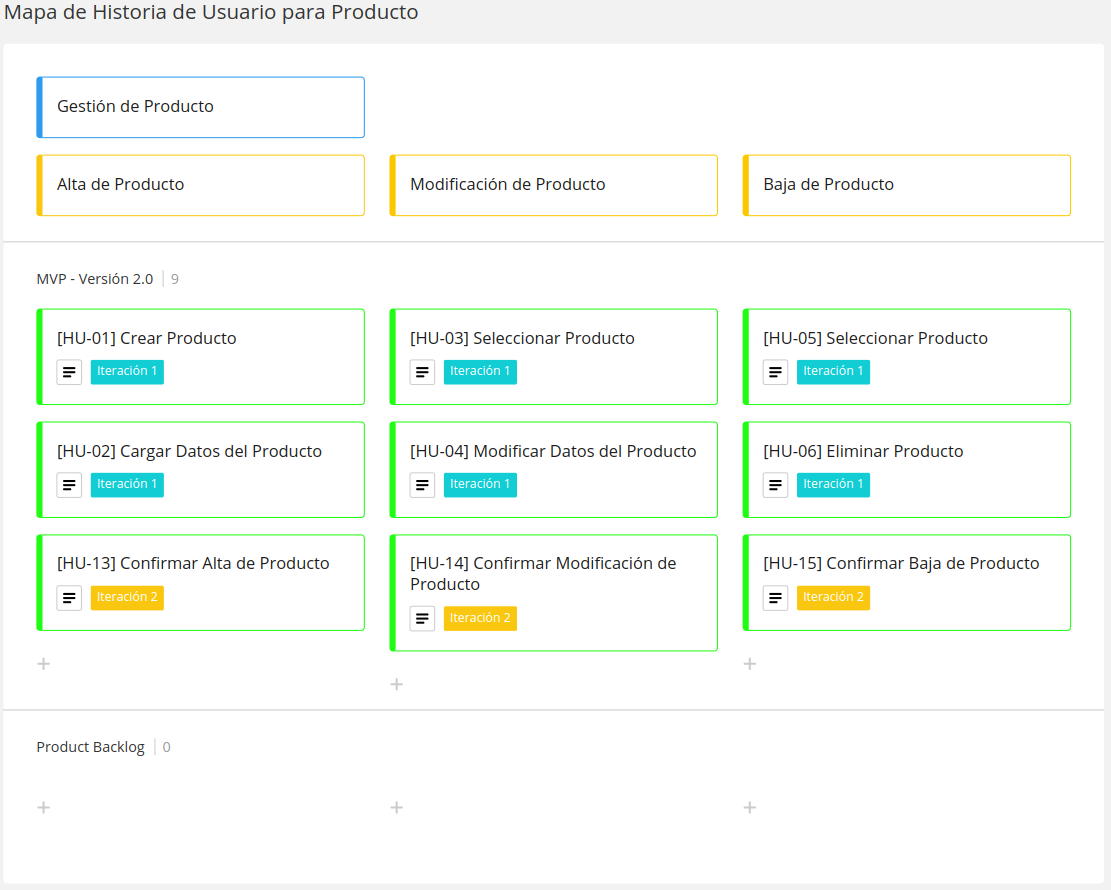 Mapa de Historia de Usuario para Producto
Gestión de Producto
Alta de Producto
Modificación de Producto
Baja de Producto
MVP - Versión 2.0 9
[HU-01] Crear Producto
Iteración 1
[HU-03] Seleccionar Producto
Iteración 1
[HU-05] Seleccionar Producto
Iteración 1
[HU-02] Cargar Datos del Producto
Iteración 1
[HU-04] Modificar Datos del Producto
Iteración 1
[HU-06] Eliminar Producto
Iteración 1
[HU-13] Confirmar Alta de Producto
Iteración 2
[HU-14] Confirmar Modificación de
Producto
Iteración 2
[HU-15] Confirmar Baja de Producto
Iteración 2
Product Backlog 0